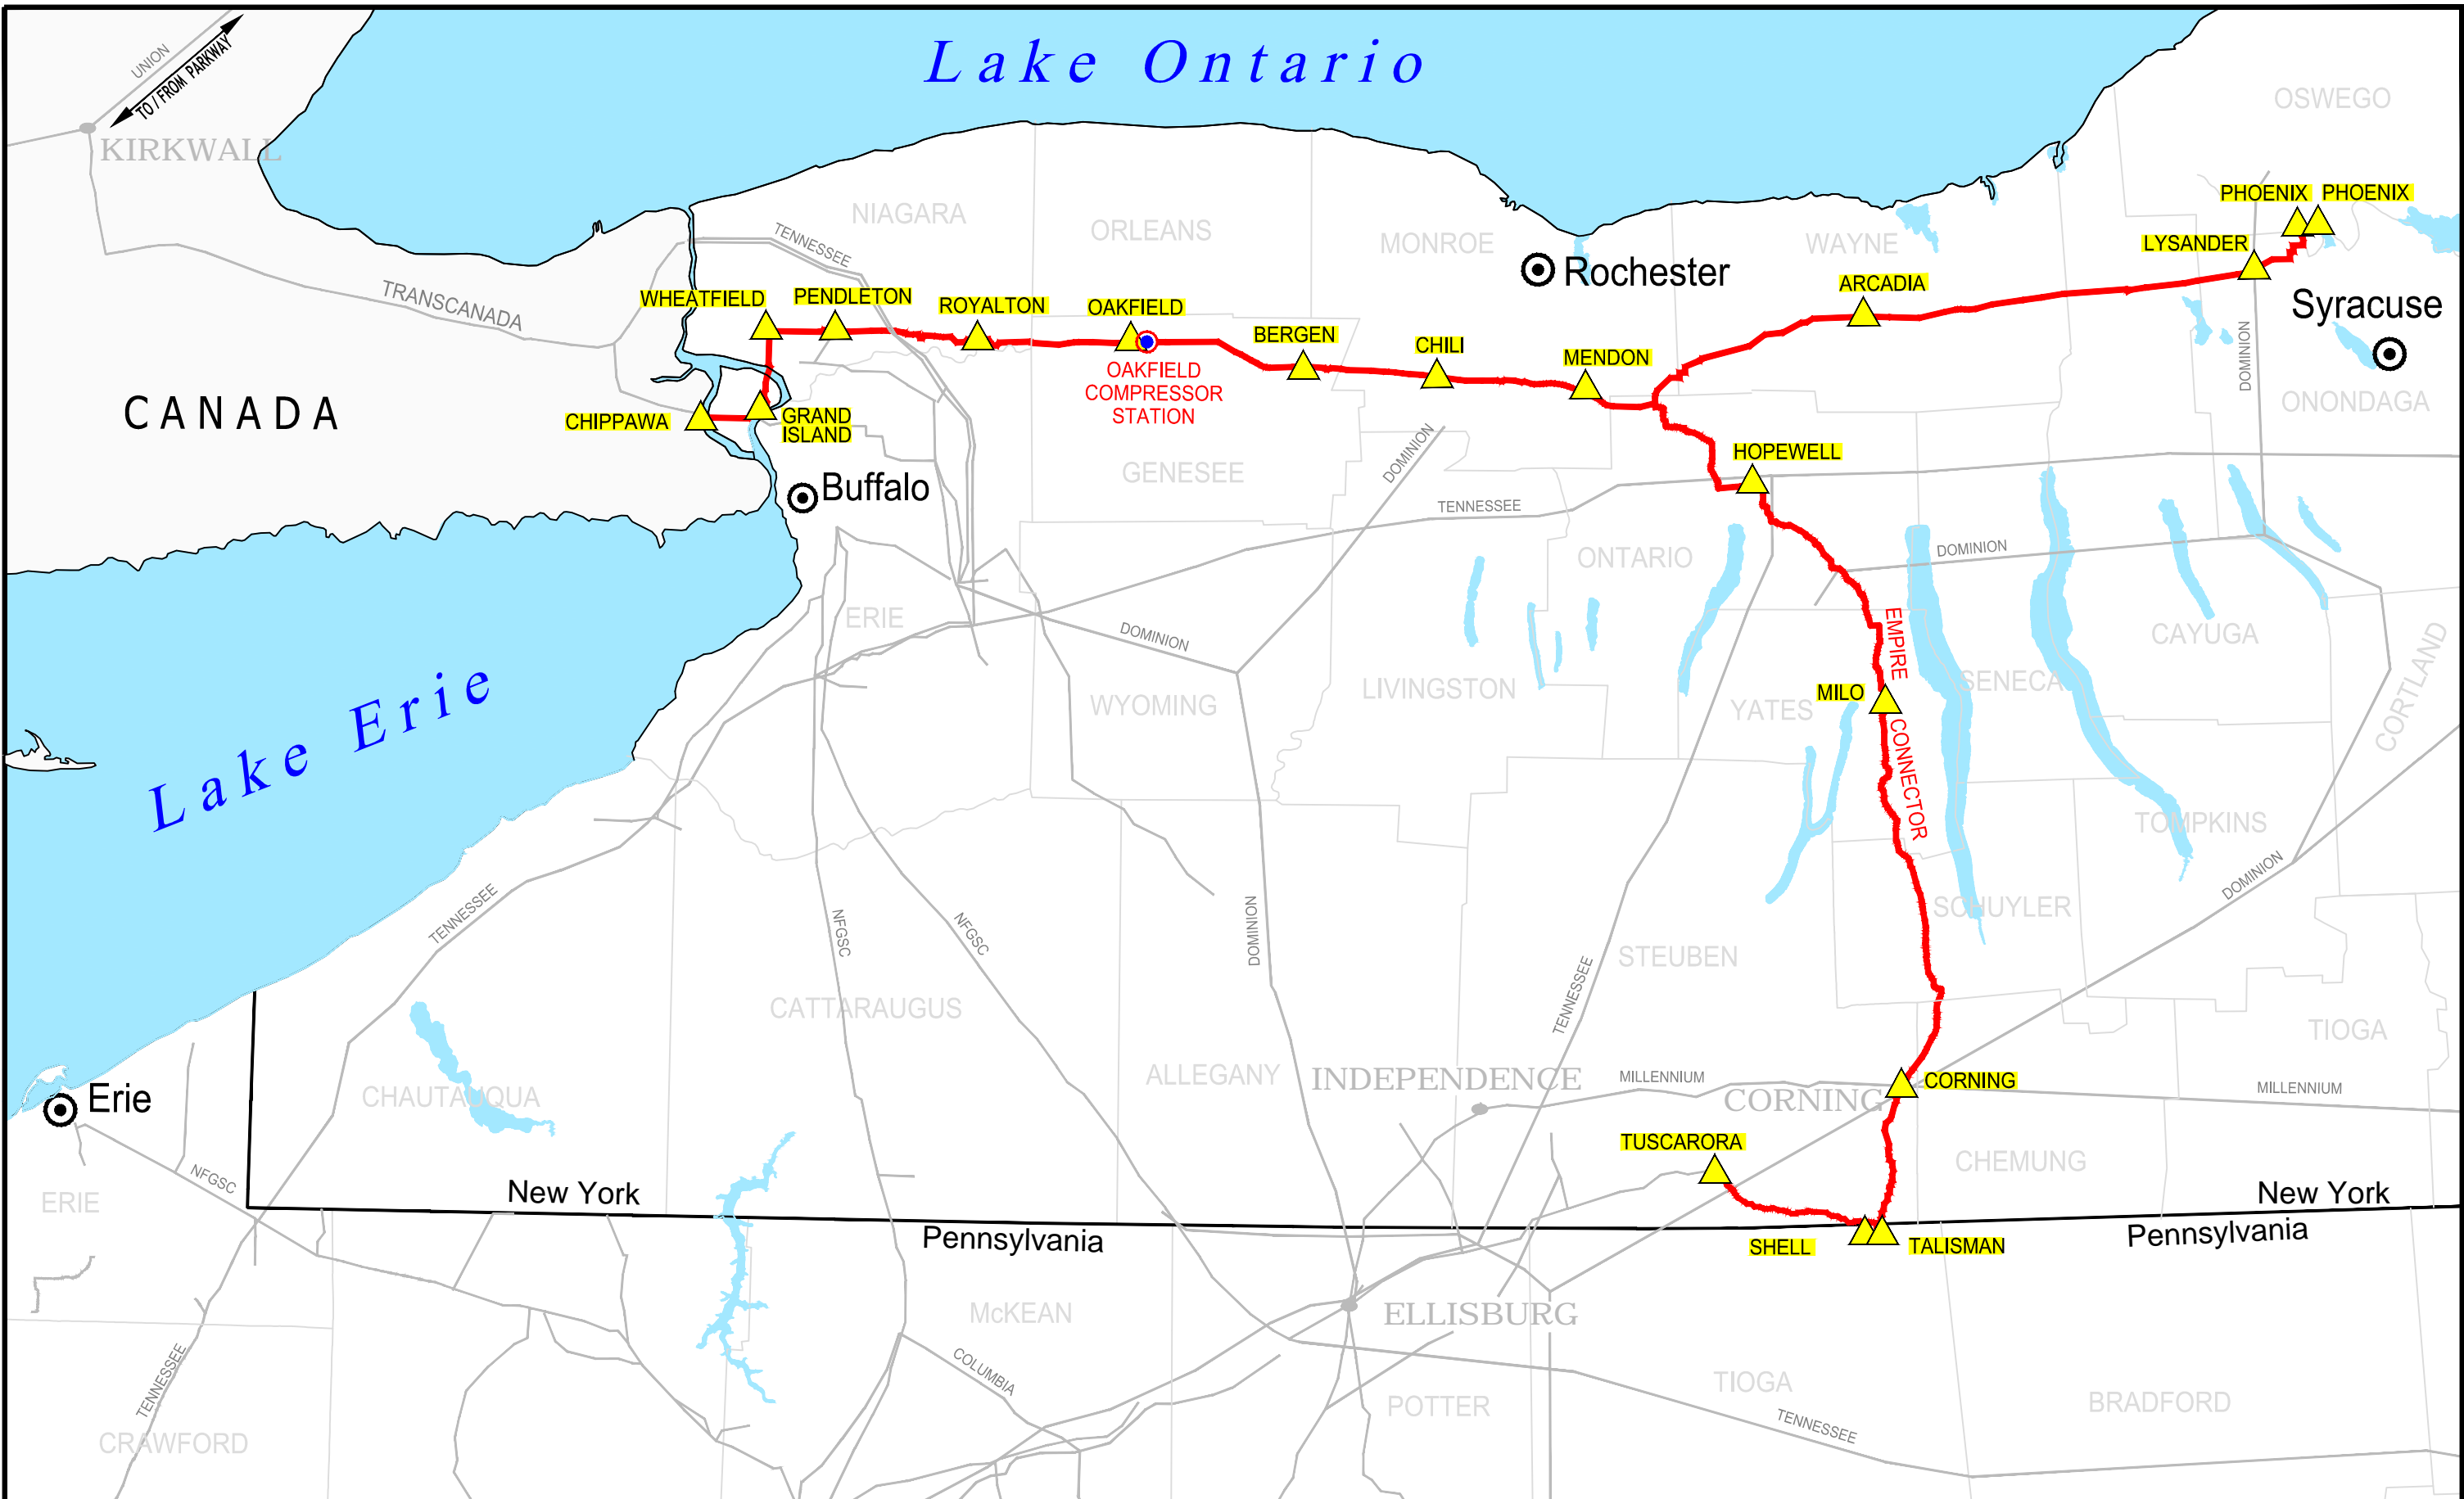 Lake Ontario
UNION
TO / FROM PARKWAY
KIRKWALL
OSWEGO
NIAGARA
ORLEANS
MONROE
WAYNE
PHOENIX
PHOENIX
LYSANDER
TENNESSEE
TRANSCANADA
Rochester
ARCADIA
Syracuse
WHEATFIELD
PENDLETON
ROYALTON
OAKFIELD
BERGEN
CHILI
MENDON
DOMINION
OAKFIELD
COMPRESSOR
STATION
CANADA
CHIPPAWA
GRAND
ISLAND
ONONDAGA
HOPEWELL
DOMINION
GENESEE
Buffalo
TENNESSEE
ONTARIO
DOMINION
ERIE
DOMINION
EMPIRE
CONNECTOR
CAYUGA
CORTLAND
Lake Erie
WYOMING
LIVINGSTON
YATES
MILO
SENECA
TOMPKINS
DOMINION
TENNESSEE
NFGSC
NFGSC
DOMINION
SCHUYLER
STEUBEN
TENNESSEE
CATTARAUGUS
TIOGA
CHAUTAUQUA
ALLEGANY
INDEPENDENCE
MILLENNIUM
CORNING
CORNING
MILLENNIUM
Erie
TUSCARORA
CHEMUNG
NFGSC
ERIE
New York
New York
Pennsylvania
Pennsylvania
SHELL
TALISMAN
McKEAN
ELLISBURG
TENNESSEE
COLUMBIA
TIOGA
POTTER
BRADFORD
TENNESSEE
CRAWFORD